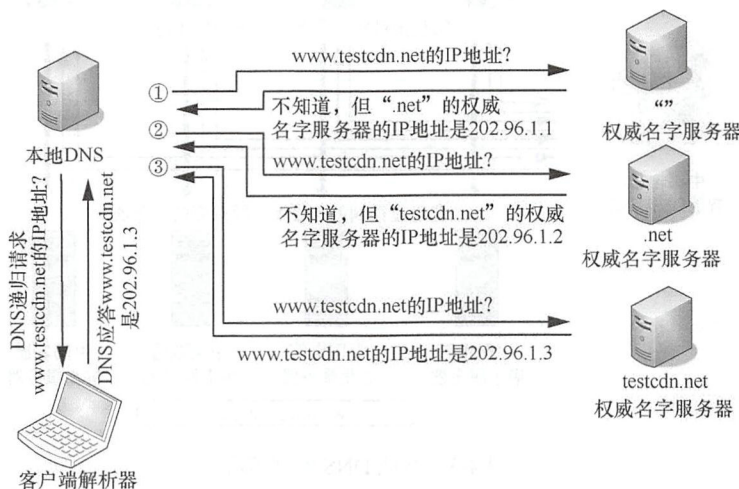 www.testcdn.net的IP地址?
①
不知道，但“.net”的权威
名字服务器的IP地址是202.96.1.1
“”
权威名字服务器
②
www.testcdn.net的IP地址?
本地DNS
③
不知道，但“testcdn.net”的权威
名字服务器的IP地址是202.96.1.2
.net
权威名字服务器
DNS递归请求
www.testcdn.net的IP地址?
DNS应答www.testcdn.net
是202.96.1.3
www.testcdn.net的IP地址?
www.testcdn.net的IP地址是202.96.1.3
testcdn.net
权威名字服务器
客户端解析器